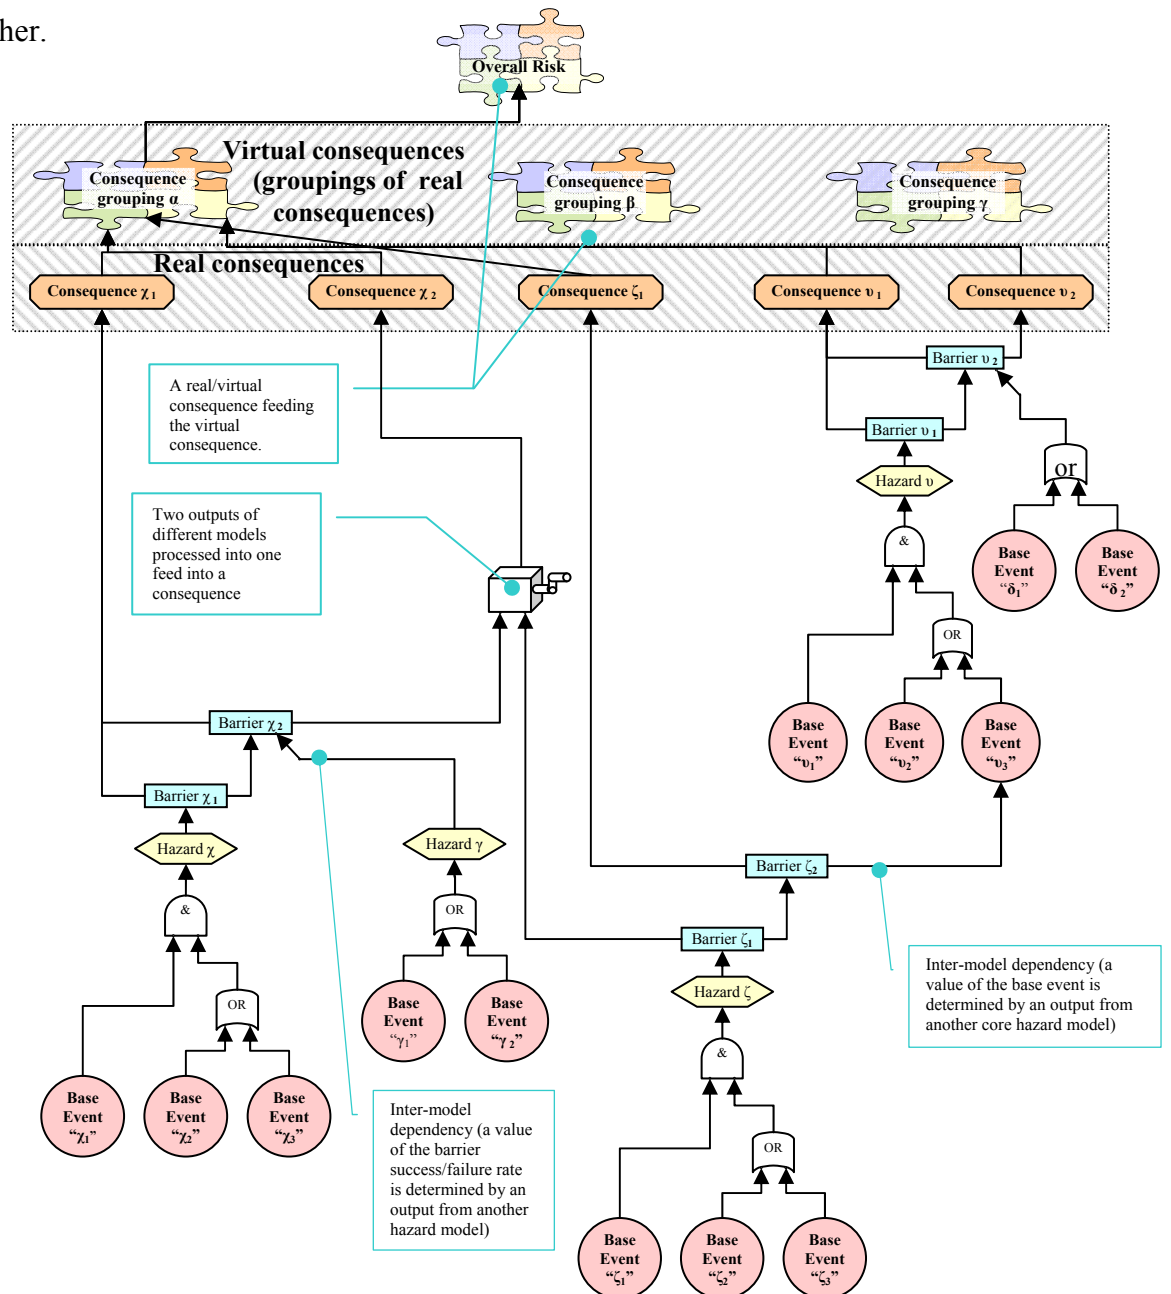 her.
Overall Risk
Virtual consequences
(groupings of real
consequences)
Consequence
grouping α
Consequence
grouping β
Consequence
grouping γ
Real consequences
Consequence χ1
Consequence χ2
Consequence ζ1
Consequence υ1
Consequence υ2
A real/virtual
consequence feeding
the virtual
consequence.
Barrier υ2
Barrier υ1
Hazard υ
or
&
Base
Event
“δ1”
Base
Event
“δ2”
Two outputs of
different models
processed into one
feed into a
consequence
OR
Base
Event
“υ1”
Base
Event
“υ2”
Base
Event
“υ3”
Barrier χ2
Barrier χ1
Hazard χ
Hazard γ
Barrier ζ2
&
OR
Barrier ζ1
Hazard ζ
Inter-model dependency (a
value of the base event is
determined by an output from
another core hazard model)
OR
Base
Event
“γ1”
Base
Event
“γ2”
&
Base
Event
“χ1”
Base
Event
“χ2”
Base
Event
“χ3”
Inter-model
dependency (a value
of the barrier
success/failure rate
is determined by an
output from another
hazard model)
OR
Base
Event
“ζ1”
Base
Event
“ζ2”
Base
Event
“ζ3”